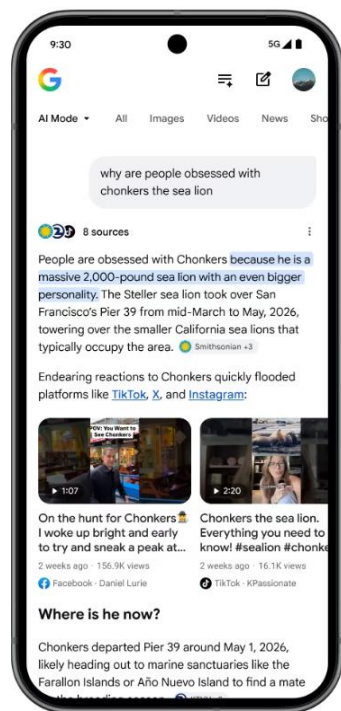 9:30
5G
AI Mode
All
Images
Videos
News
Sho
why are people obsessed with
chonkers the sea lion
8 sources
People are obsessed with Chonkers because he is a
massive 2,000-pound sea lion with an even bigger
personality. The Steller sea lion took over San
Francisco's Pier 39 from mid-March to May, 2026,
towering over the smaller California sea lions that
typically occupy the area. Smithsonian +3
Endearing reactions to Chonkers quickly flooded
platforms like TikTok, X, and Instagram:
POV: You Want to
See Chonkers
1:07
2:20
On the hunt for Chonkers
I woke up bright and early
to try and sneak a peak at...
2 weeks ago · 156.9K views
Facebook · Daniel Lurie
Chonkers the sea lion.
Everything you need to
know! #sealion #chonke
2 weeks ago · 16.1K views
TikTok · KPassionate
Where is he now?
Chonkers departed Pier 39 around May 1, 2026,
likely heading out to marine sanctuaries like the
Farallon Islands or Año Nuevo Island to find a mate